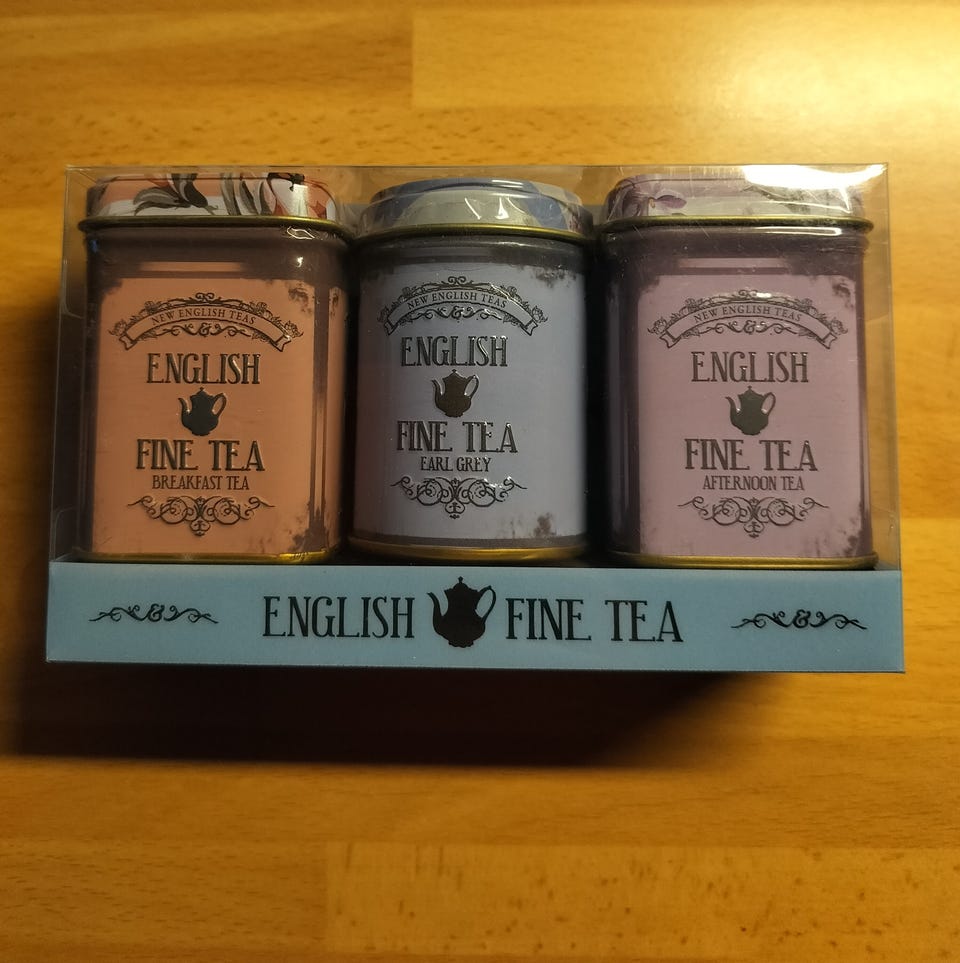 NEW ENGLISH TEAS
&
ENGLISH
FINE TEA
BREAKFAST TEA
NEW ENGLISH TEAS
&
ENGLISH
FINE TEA
EARL GREY
NEW ENGLISH TEAS
&
ENGLISH
FINE TEA
AFTERNOON TEA
& ENGLISH FINE TEA &